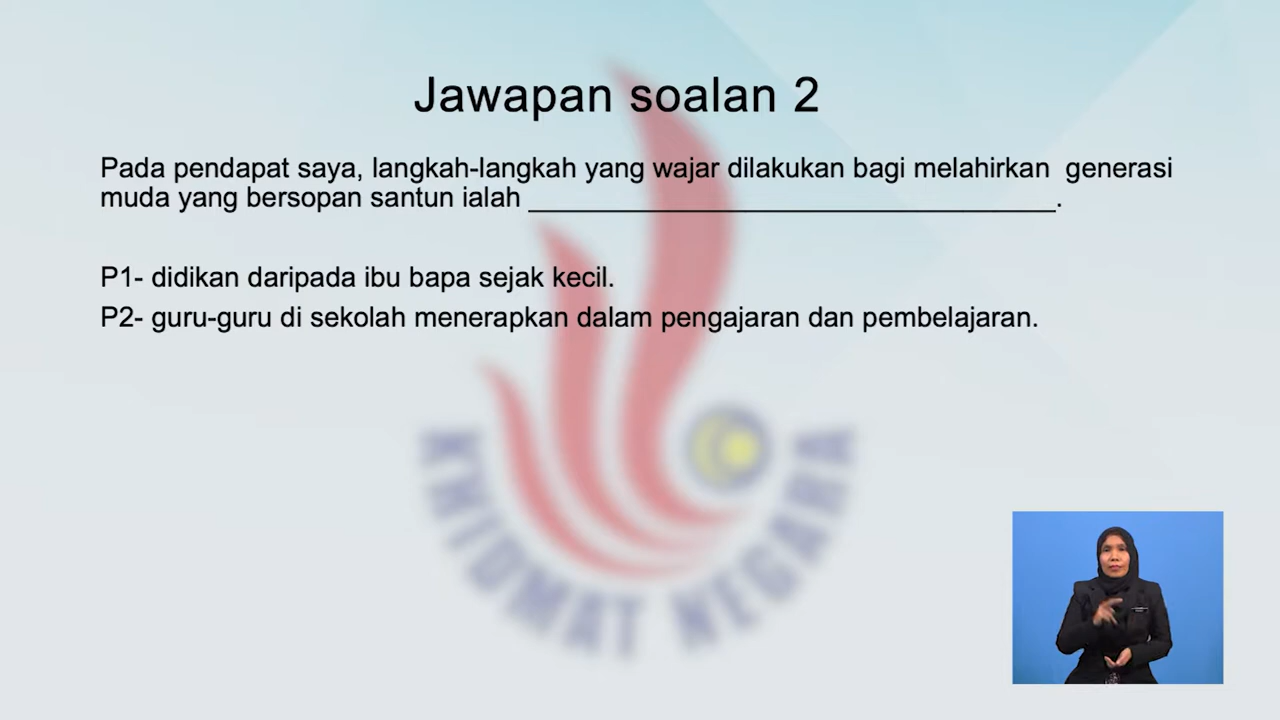 Jawapan soalan 2
Pada pendapat saya, langkah-langkah yang wajar dilakukan bagi melahirkan generasi
muda yang bersopan santun ialah ___________________________________.
P1- didikan daripada ibu bapa sejak kecil.
P2- guru-guru di sekolah menerapkan dalam pengajaran dan pembelajaran.
KHIDMAT NEGARA